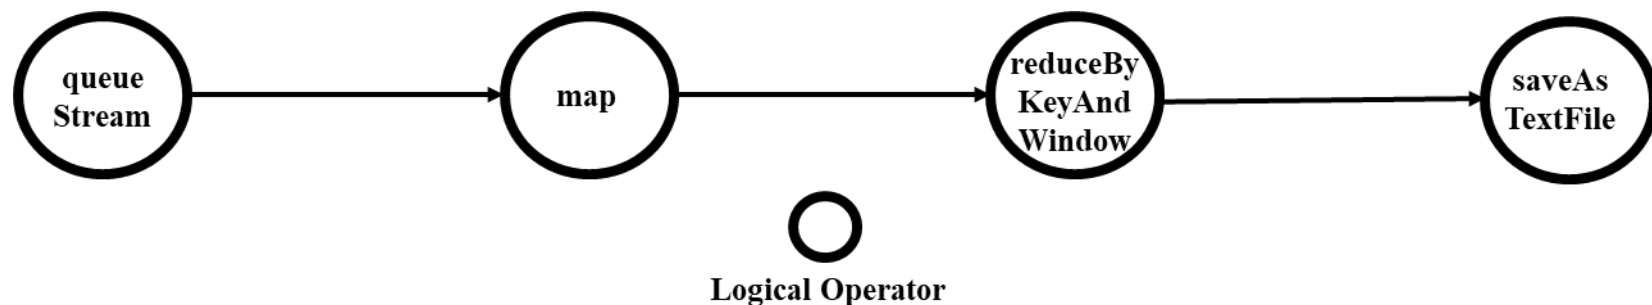 queue
Stream
map
reduceBy
KeyAnd
Window
saveAs
TextFile
Logical Operator